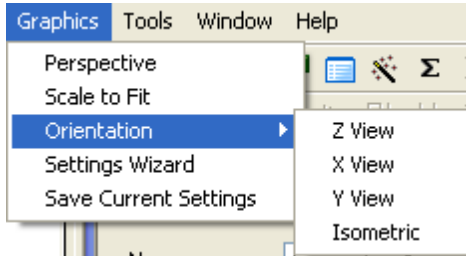 Graphics Tools Window Help
Perspective
Scale to Fit
Σ
Orientation
Z View
Settings Wizard
X View
Save Current Settings
Y View
Isometric